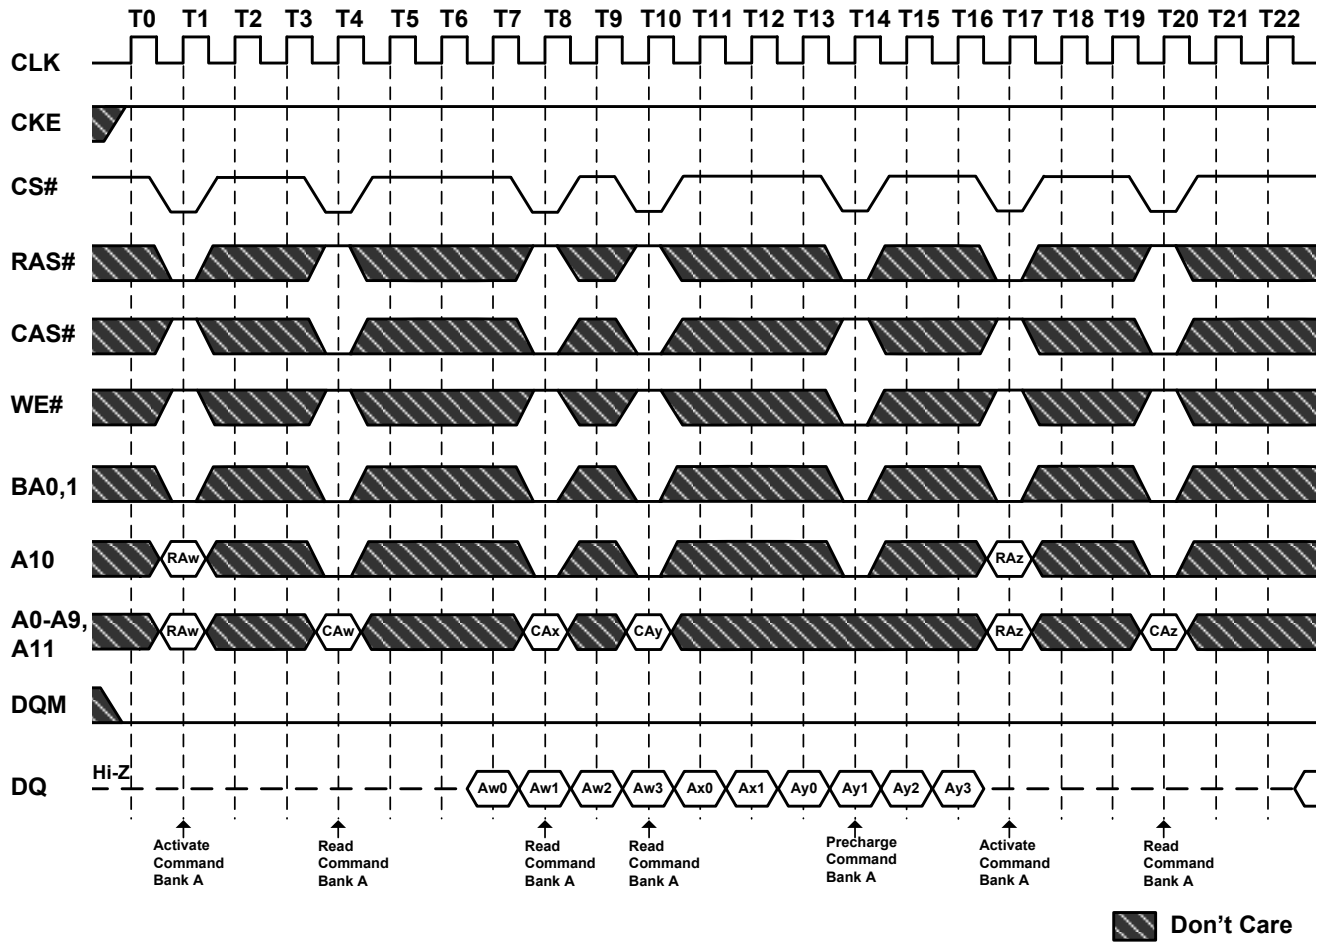 T0 T1 T2 T3 T4 T5 T6 T7 T8 T9 T10 T11 T12 T13 T14 T15 T16 T17 T18 T19 T20 T21 T22
CLK
CKE
CS#
RAS#
CAS#
WE#
BA0,1
A10
RAw RAz
A0-A9,
A11
RAw CAw CAx CAy RAz CAz
DQM
Hi-Z
DQ
Aw0 Aw1 Aw2 Aw3 Ax0 Ax1 Ay0 Ay1 Ay2 Ay3
Activate
Command
Bank A
Read
Command
Bank A
Read
Command
Bank A
Read
Command
Bank A
Precharge
Command
Bank A
Activate
Command
Bank A
Read
Command
Bank A
Don't Care